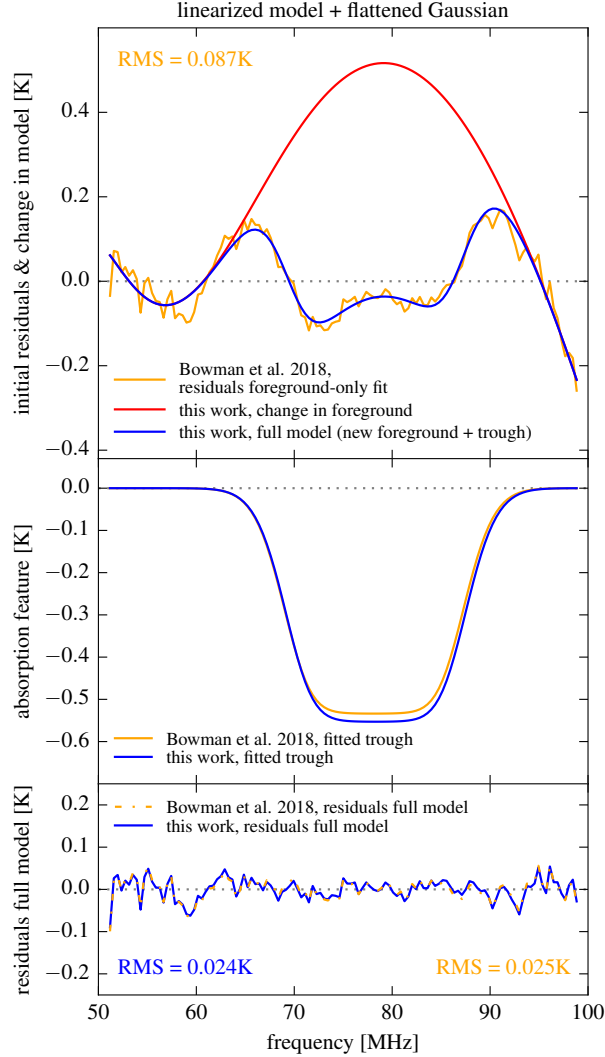 linearized model + flattened Gaussian
RMS = 0.087K
initial residuals & change in model [K]
0.4
0.2
0.0
−0.2
−0.4
Bowman et al. 2018,
residuals foreground-only fit
this work, change in foreground
this work, full model (new foreground + trough)
absorption feature [K]
0.0
−0.1
−0.2
−0.3
−0.4
−0.5
−0.6
Bowman et al. 2018, fitted trough
this work, fitted trough
residuals full model [K]
0.2
0.1
0.0
−0.1
−0.2
Bowman et al. 2018, residuals full model
this work, residuals full model
RMS = 0.024K
RMS = 0.025K
50 60 70 80 90 100
frequency [MHz]